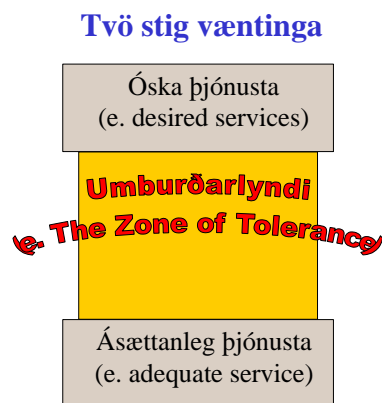 Tvö stig væntinga
Óska þjónusta
(e. desired services)
Umburðarlyndi
(e. The Zone of Tolerance)
Ásættanleg þjónusta
(e. adequate service)